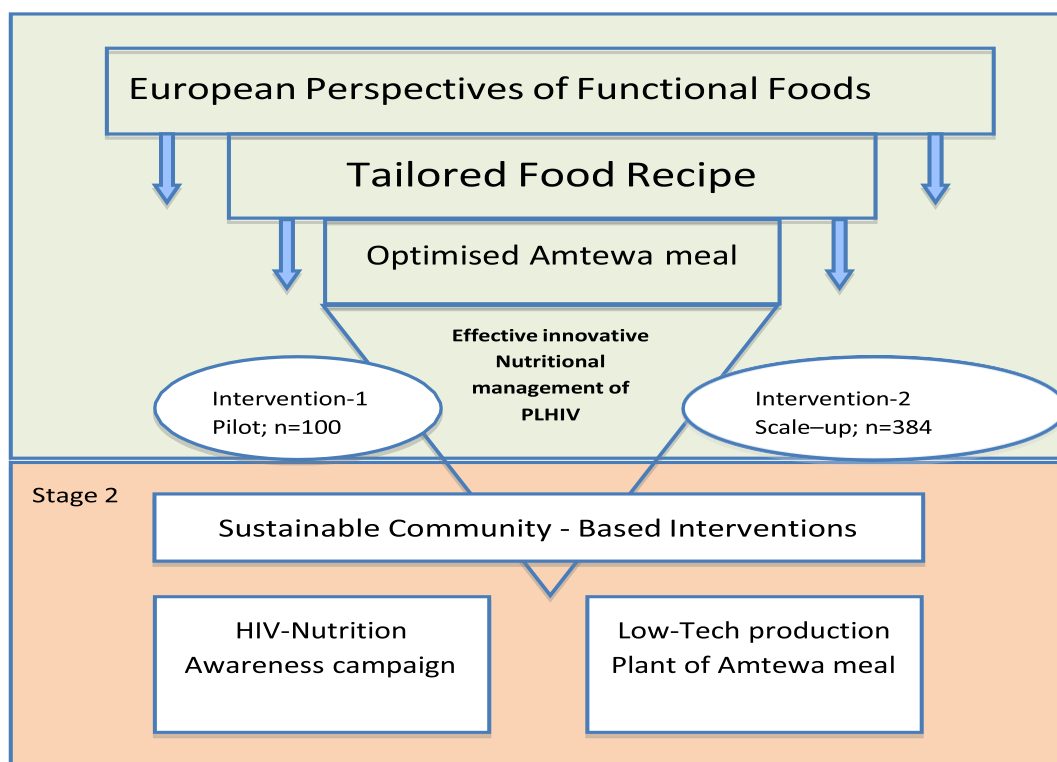 European Perspectives of Functional Foods
Tailored Food Recipe
Optimised Amtewa meal
Effective innovative
Nutritional
management of
PLHIV
Intervention-1
Pilot; n=100
Intervention-2
Scale–up; n=384
Stage 2
Sustainable Community - Based Interventions
HIV-Nutrition
Awareness campaign
Low-Tech production
Plant of Amtewa meal